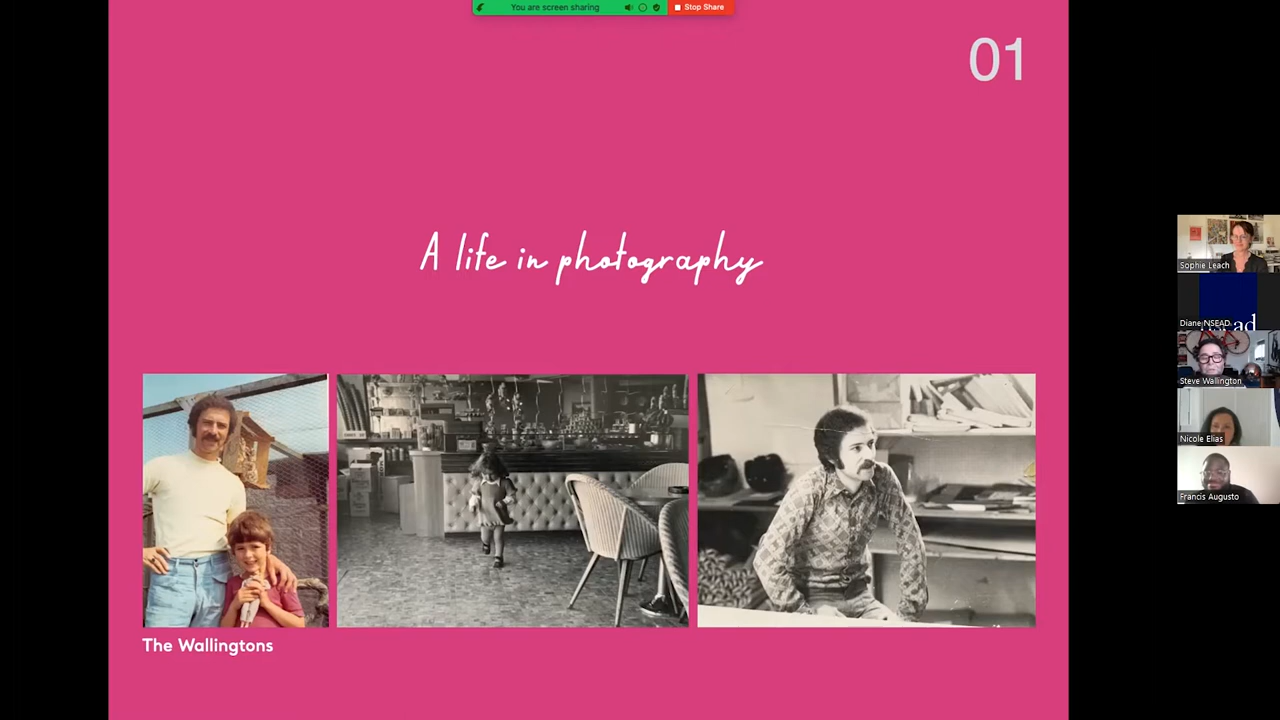 You are screen sharing
Stop Share
01
A life in photography
The Wallingtons
Sophie Leach
Diane NSEAD
Steve Wallington
Nicole Elias
Francis Augusto